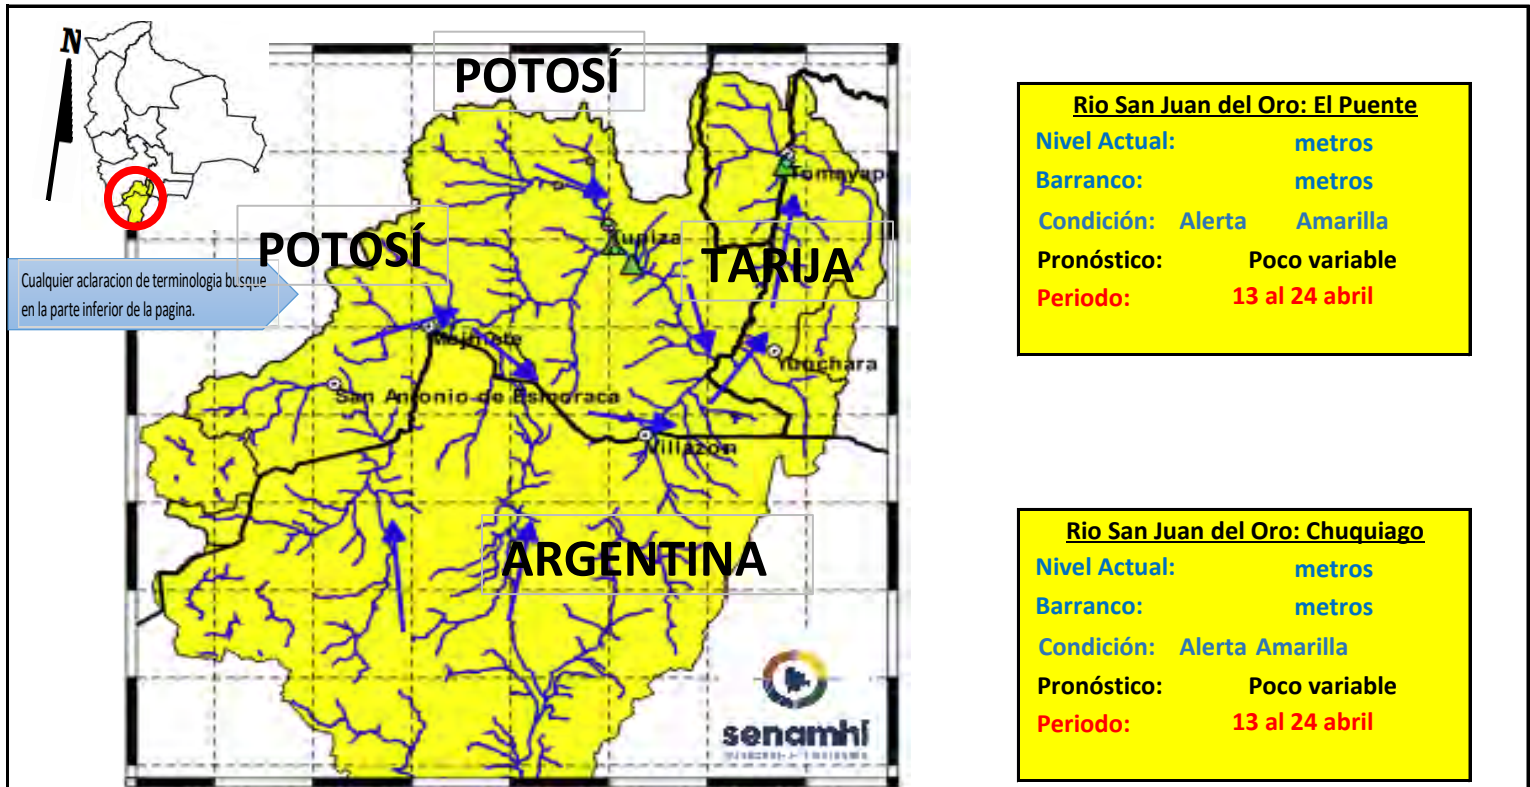 N
POTOSÍ
POTOSÍ
TARIJA
ARGENTINA
Cualquier aclaracion de terminologia busque
en la parte inferior de la pagina.
Tomayap
Tupiza
Mojinete
Yunchara
San Antonio de Esmoraca
Villazon
senamhi
Rio San Juan del Oro: El Puente
Nivel Actual: metros
Barranco: metros
Condición: Alerta Amarilla
Pronóstico: Poco variable
Periodo: 13 al 24 abril
Rio San Juan del Oro: Chuquiago
Nivel Actual: metros
Barranco: metros
Condición: Alerta Amarilla
Pronóstico: Poco variable
Periodo: 13 al 24 abril